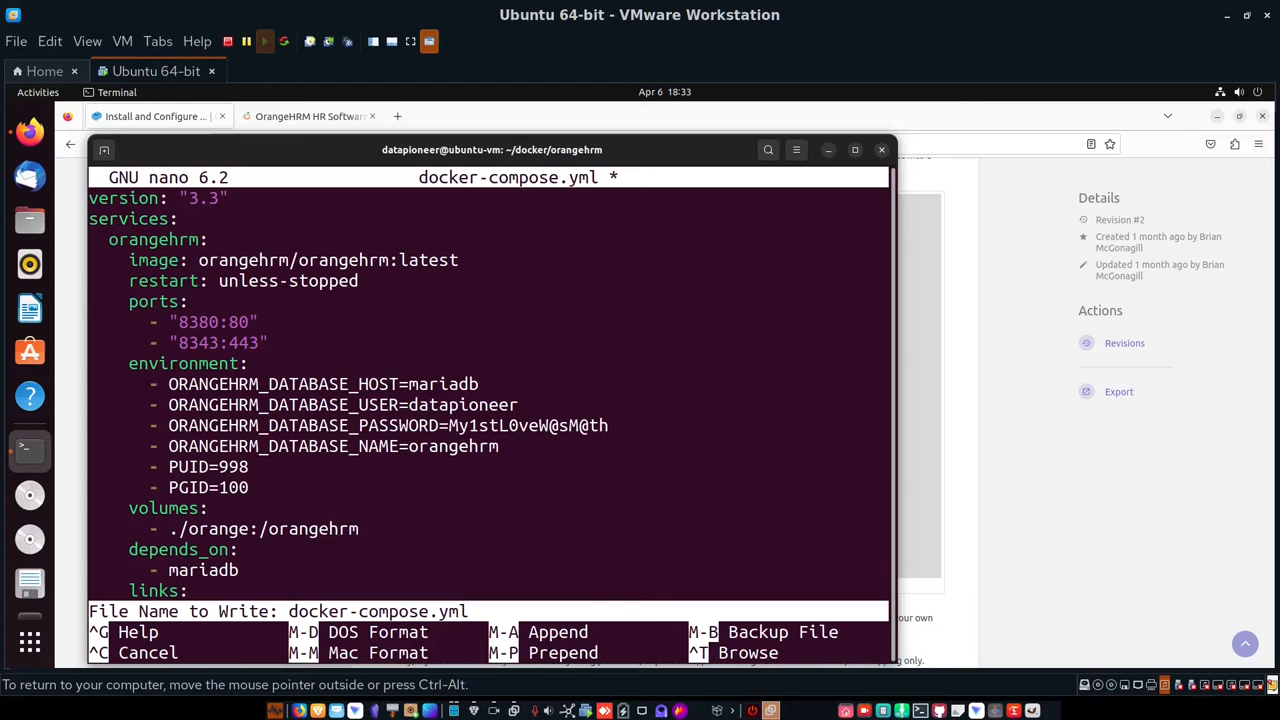 Ubuntu 64-bit - VMware Workstation
File Edit View VM Tabs Help
Home × Ubuntu 64-bit ×
Activities Terminal Apr 6 18:33
Install and Configure ... | × OrangeHRM HR Software ×
datapioneer@ubuntu-vm: ~/docker/orangehrm
GNU nano 6.2 docker-compose.yml *
version: "3.3"
services:
orangehrm:
image: orangehrm/orangehrm:latest
restart: unless-stopped
ports:
- "8380:80"
- "8343:443"
environment:
- ORANGEHRM_DATABASE_HOST=mariadb
- ORANGEHRM_DATABASE_USER=datapioneer
- ORANGEHRM_DATABASE_PASSWORD=My1stL0veW@sM@th
- ORANGEHRM_DATABASE_NAME=orangehrm
- PUID=998
- PGID=100
volumes:
- ./orange:/orangehrm
depends_on:
- mariadb
links:
File Name to Write: docker-compose.yml
^G Help M-D DOS Format M-A Append M-B Backup File
^C Cancel M-M Mac Format M-P Prepend ^T Browse
Details
Revision #2
Created 1 month ago by Brian
McGonagill
Updated 1 month ago by Brian
McGonagill
Actions
Revisions
Export
our own
only.
To return to your computer, move the mouse pointer outside or press Ctrl-Alt.